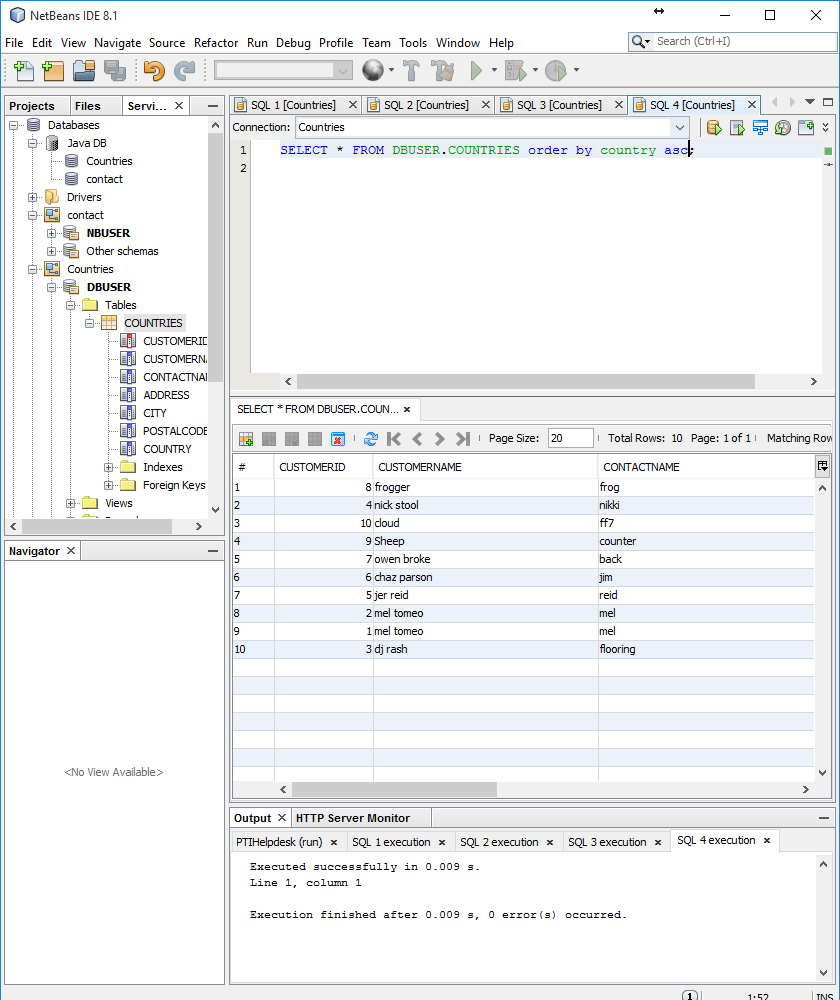 NetBeans IDE 8.1
File Edit View Navigate Source Refactor Run Debug Profile Team Tools Window Help
Search (Ctrl+I)
Projects Files Servi...
Databases
Java DB
Countries
contact
Drivers
contact
NBUSER
Other schemas
Countries
DBUSER
Tables
COUNTRIES
CUSTOMERID
CUSTOMERNA
CONTACTNA
ADDRESS
CITY
POSTALCODE
COUNTRY
Indexes
Foreign Keys
Views
Navigator
<No View Available>
SQL 1 [Countries] SQL 2 [Countries] SQL 3 [Countries] SQL 4 [Countries]
Connection: Countries
1 SELECT * FROM DBUSER.COUNTRIES order by country asc;
2
SELECT * FROM DBUSER.COUN...
Page Size: 20 Total Rows: 10 Page: 1 of 1 Matching Row
# CUSTOMERID CUSTOMERNAME CONTACTNAME
1 8 frogger frog
2 4 nick stool nikki
3 10 cloud ff7
4 9 Sheep counter
5 7 owen broke back
6 6 chaz parson jim
7 5 jer reid reid
8 2 mel tomeo mel
9 1 mel tomeo mel
10 3 dj rash flooring
Output HTTP Server Monitor
PTIHelpdesk (run) SQL 1 execution SQL 2 execution SQL 3 execution SQL 4 execution
Executed successfully in 0.009 s.
Line 1, column 1
Execution finished after 0.009 s, 0 error(s) occurred.
1 1:52 INS